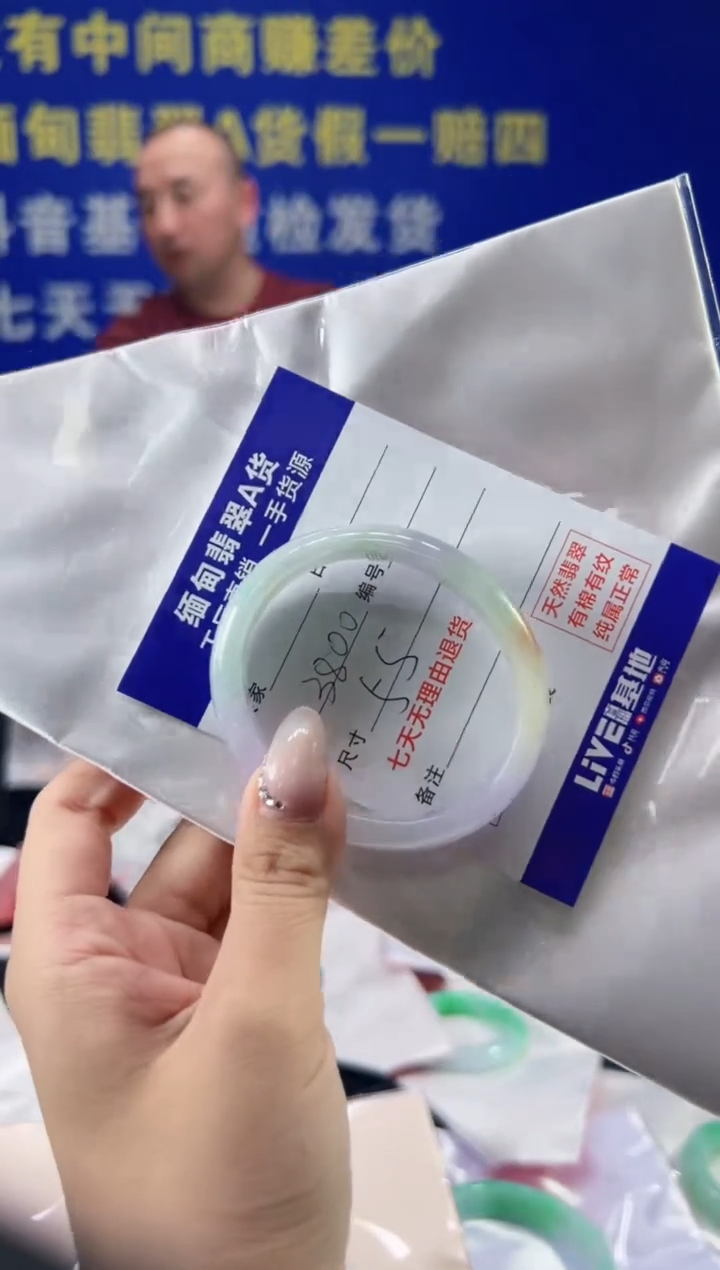 有中间商赚差价
缅甸翡翠A货假一赔四
抖音基 检发货
七天无
缅甸翡翠A货
一手货源
家
3800
编号
尺寸
55
七天无理由退货
备注
天然翡翠
有棉有纹
纯属正常
LIVE
基地